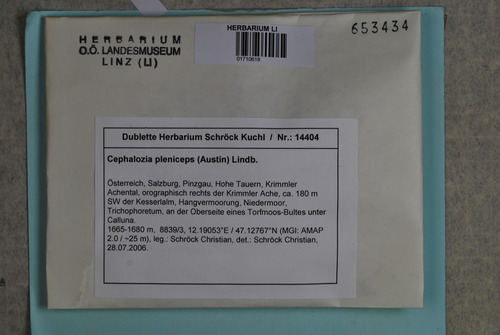 HERBARIUM
O.Ö. LANDESMUSEUM
LINZ (LI)
HERBARIUM LI
01710618
653434
Dublette Herbarium Schröck Kuchl / Nr.: 14404
Cephalozia pleniceps (Austin) Lindb.
Österreich, Salzburg, Pinzgau, Hohe Tauern, Krimmler
Achental, orographisch rechts der Krimmler Ache, ca. 180 m
SW der Kesserlalm, Hangvermoorung, Niedermoor,
Trichophoretum, an der Oberseite eines Torfmoos-Bultes unter
Calluna.
1665-1680 m, 8839/3, 12.19053°E / 47.12767°N (MGI: AMAP
2.0 / ~25 m), leg.: Schröck Christian, det.: Schröck Christian,
28.07.2006.